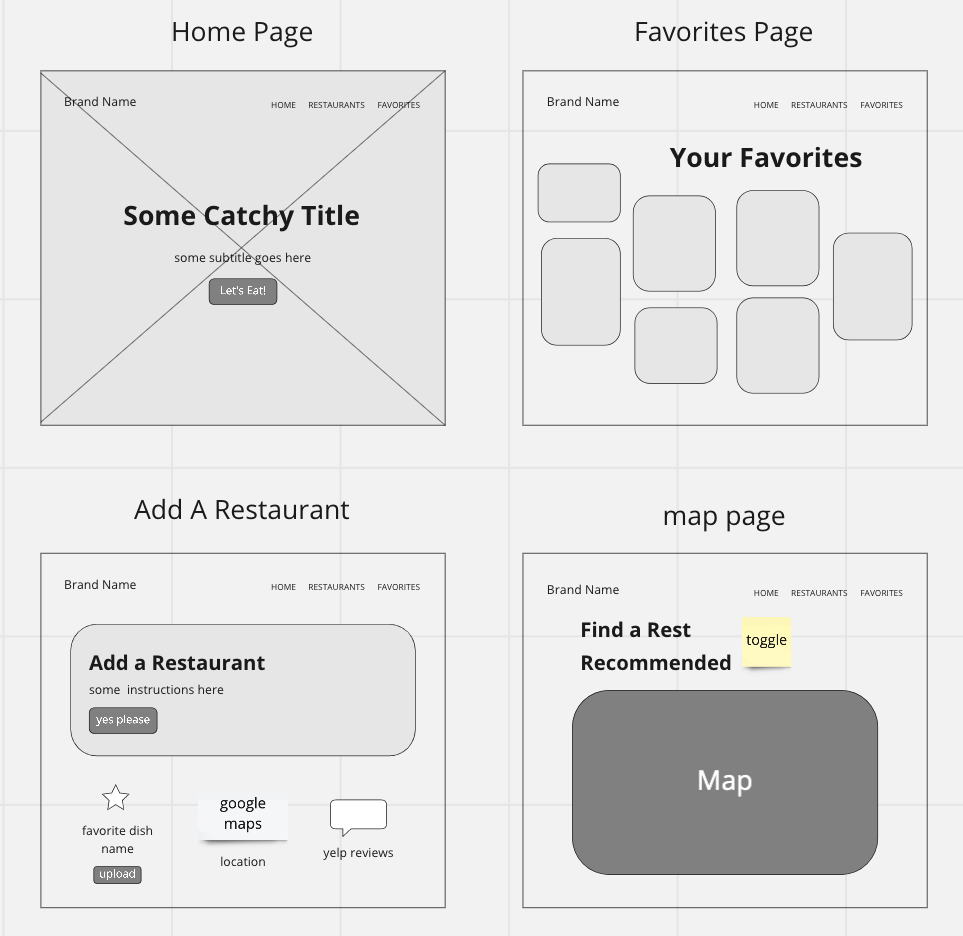 Home Page
Brand Name
HOME RESTAURANTS FAVORITES
Some Catchy Title
some subtitle goes here
Let's Eat!
Favorites Page
Brand Name
HOME RESTAURANTS FAVORITES
Your Favorites
Add A Restaurant
Brand Name
HOME RESTAURANTS FAVORITES
Add a Restaurant
some instructions here
yes please
favorite dish
name
upload
google
maps
location
yelp reviews
map page
Brand Name
HOME RESTAURANTS FAVORITES
Find a Rest
Recommended
toggle
Map